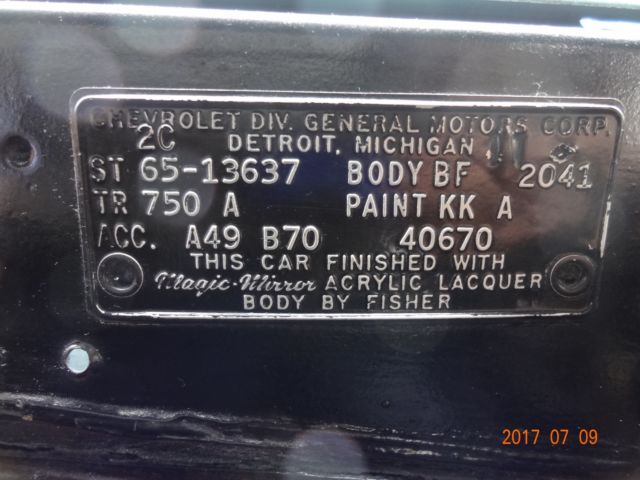 CHEVROLET DIV. GENERAL MOTORS CORP.
2C DETROIT, MICHIGAN
ST 65-13637 BODY BF 2041
TR 750 A PAINT KK A
ACC. A49 B70 40670
THIS CAR FINISHED WITH
Magic-Mirror ACRYLIC LACQUER
BODY BY FISHER
2017 07 09